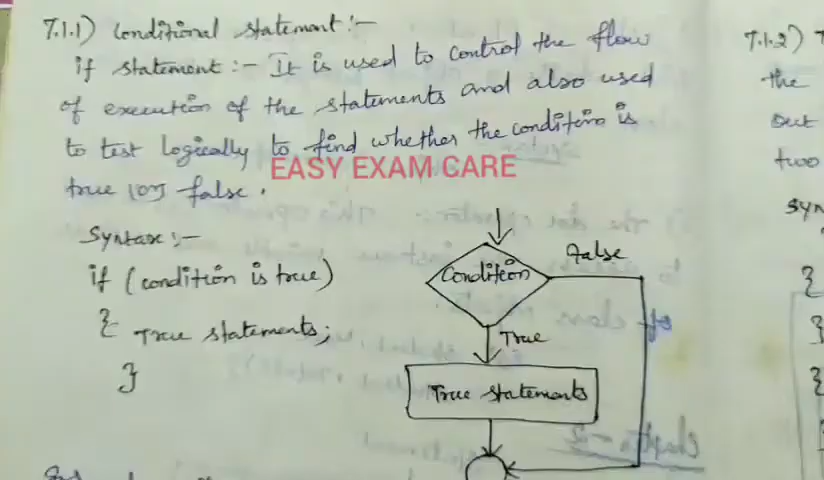 7.1.1) Conditional statement :-
if statement :- It is used to control the flow
of execution of the statements and also used
to test logically to find whether the condition is
true (or) false.
EASY EXAM CARE
Syntax :-
if (condition is true)
{
True statements;
}
Condition
False
True
True statements
7.1.2)
the
out
two
syn
{
}
{
chapter-2